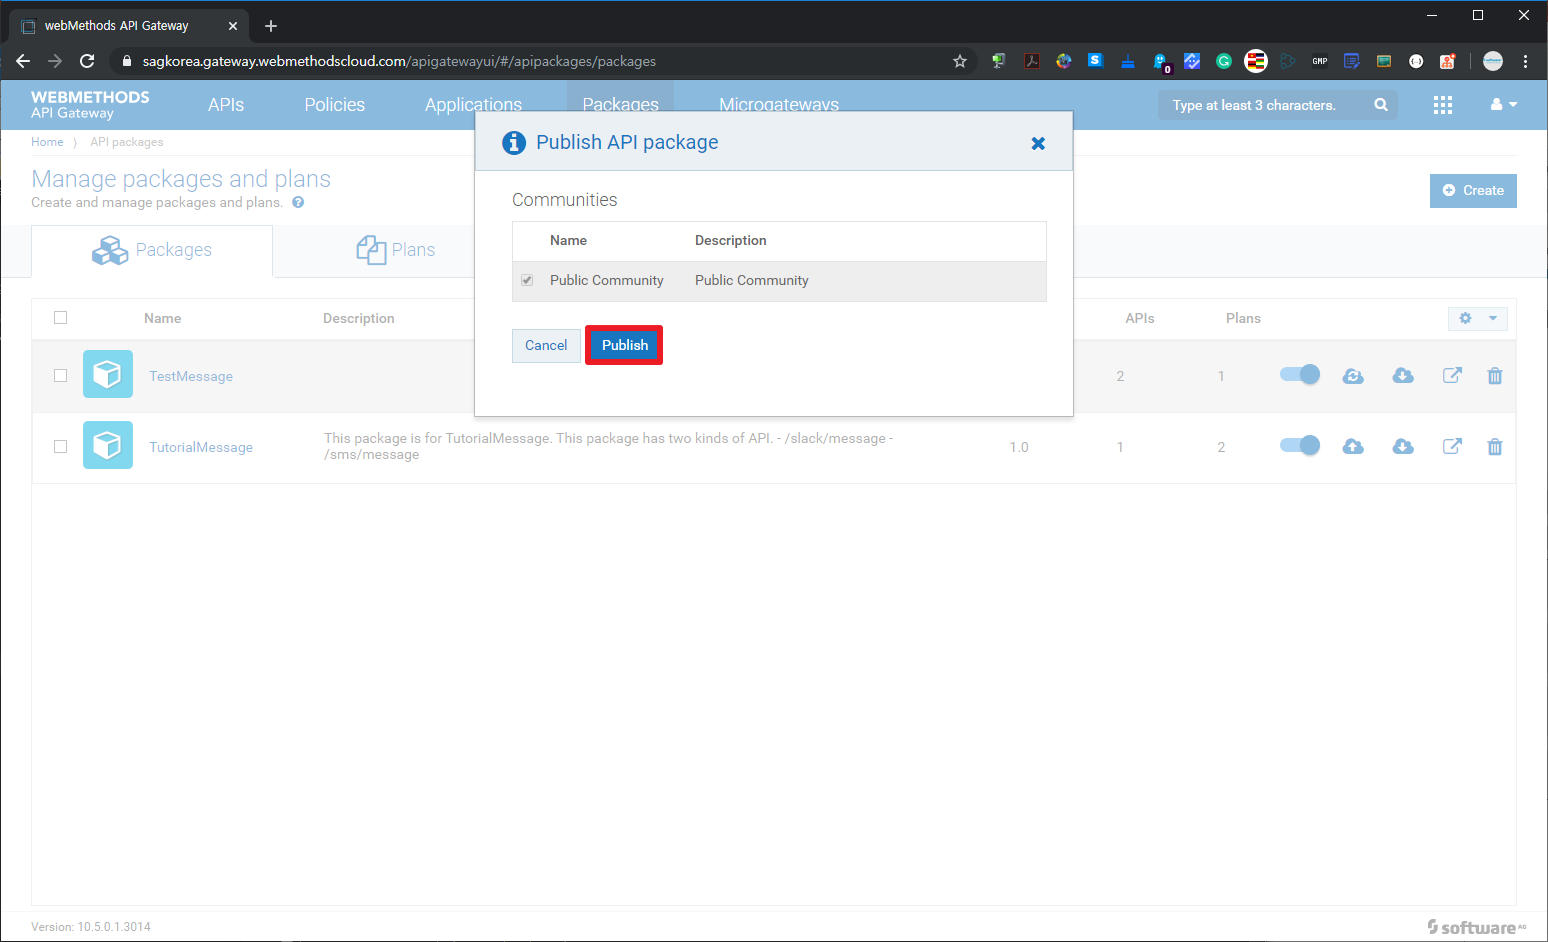 webMethods API Gateway
sagkorea.gateway.webmethodscloud.com/apigatewayui/#/apipackages/packages
S
0
G
GMP
WEBMETHODS
API Gateway
APIs
Policies
Applications
Packages
Microgateways
Type at least 3 characters.
Home
API packages
Manage packages and plans
Create and manage packages and plans.
Create
Packages
Plans
Publish API package
Communities
Name Description
Public Community Public Community
Cancel
Publish
Name Description APIs Plans
TestMessage 2 1
TutorialMessage
This package is for TutorialMessage. This package has two kinds of API. - /slack/message -
/sms/message
1.0 1 2
Version: 10.5.0.1.3014
software AG